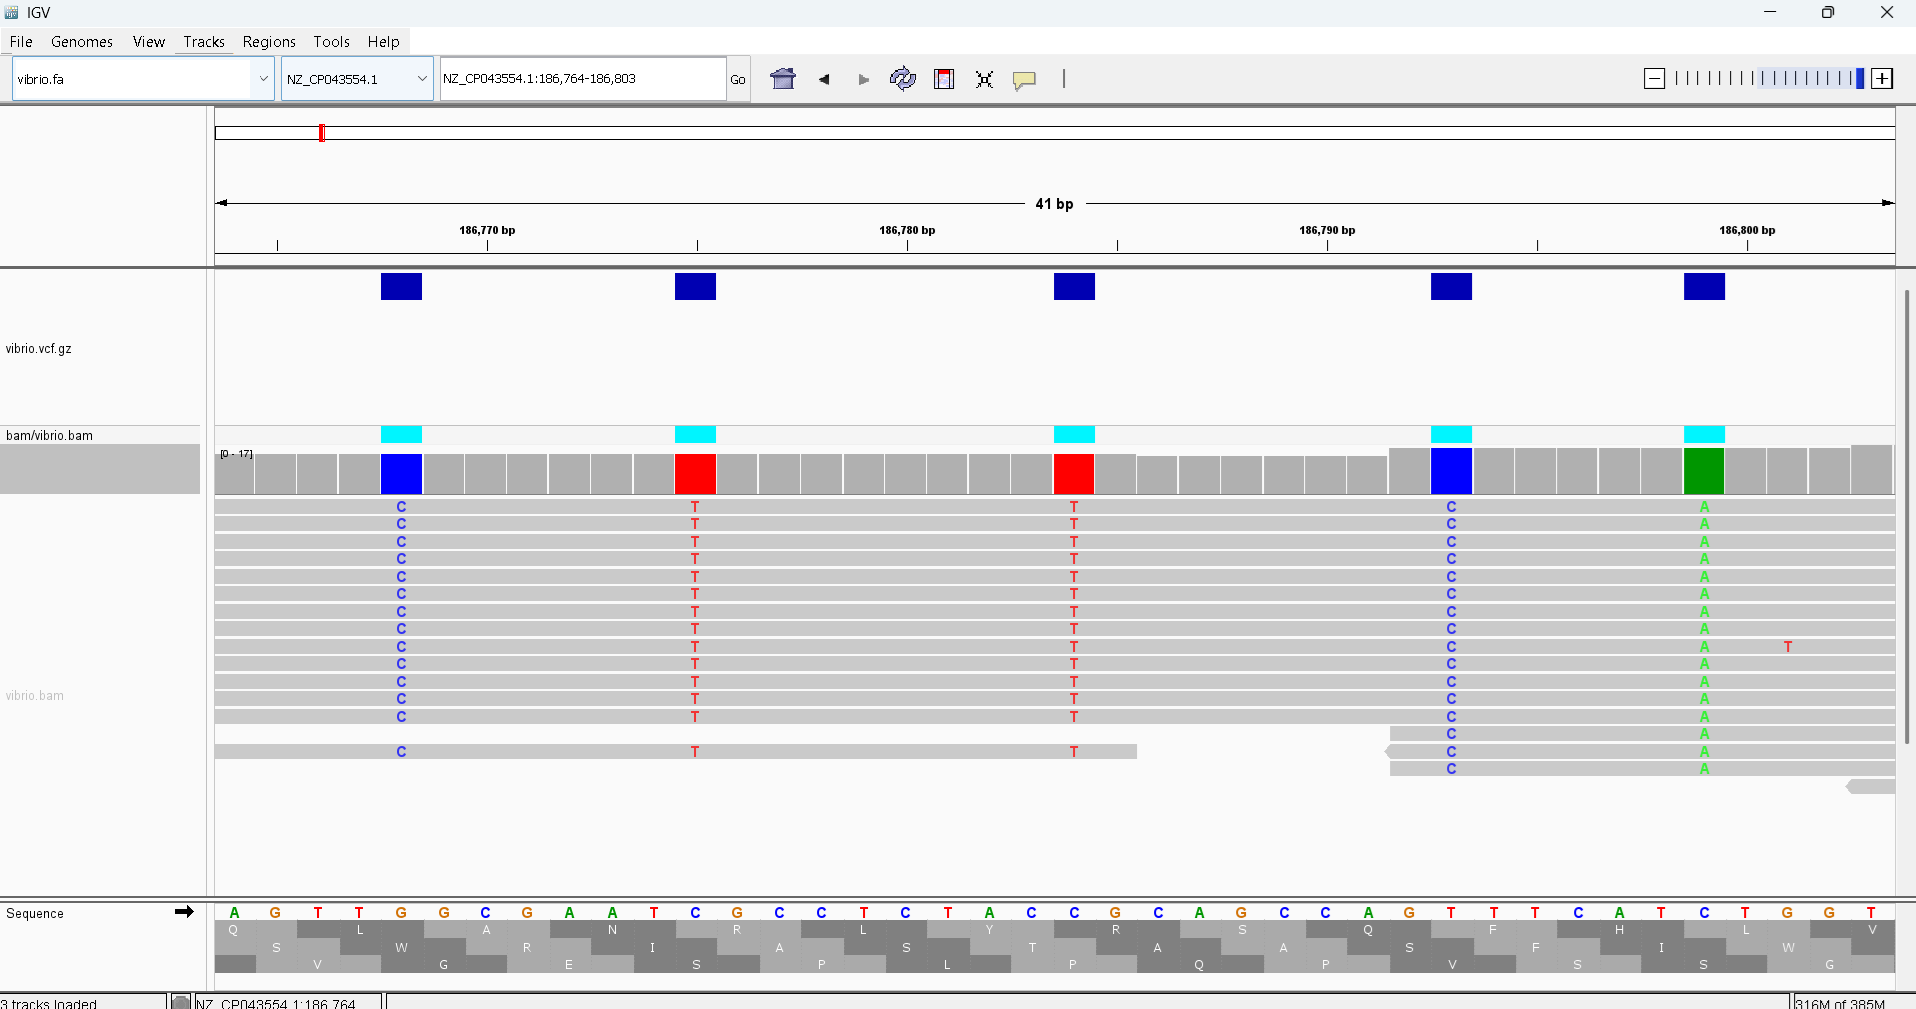 IGV
File Genomes View Tracks Regions Tools Help
vibrio.fa NZ_CP043554.1 NZ_CP043554.1:186,764-186,803 Go
41 bp
186,770 bp 186,780 bp 186,790 bp 186,800 bp
vibrio.vcf.gz
bam/vibrio.bam
[0 - 17]
C T T C A
C T T C A
C T T C A
C T T C A
C T T C A
C T T C A
C T T C A
C T T C A
C T T C A T
C T T C A
C T T C A
vibrio.bam
C T T C A
C T T C A
C A
C T T C A
C A
Sequence A G T T G G C G A A T C G C C T C T A C C G C A G C C A G T T T C A T C T G G T
Q L A N R L Y R S Q F H L V
S W R I A S T A A S F I W
V G E S P L P Q P V S S G
3 tracks loaded NZ_CP043554.1:186,764 316M of 385M